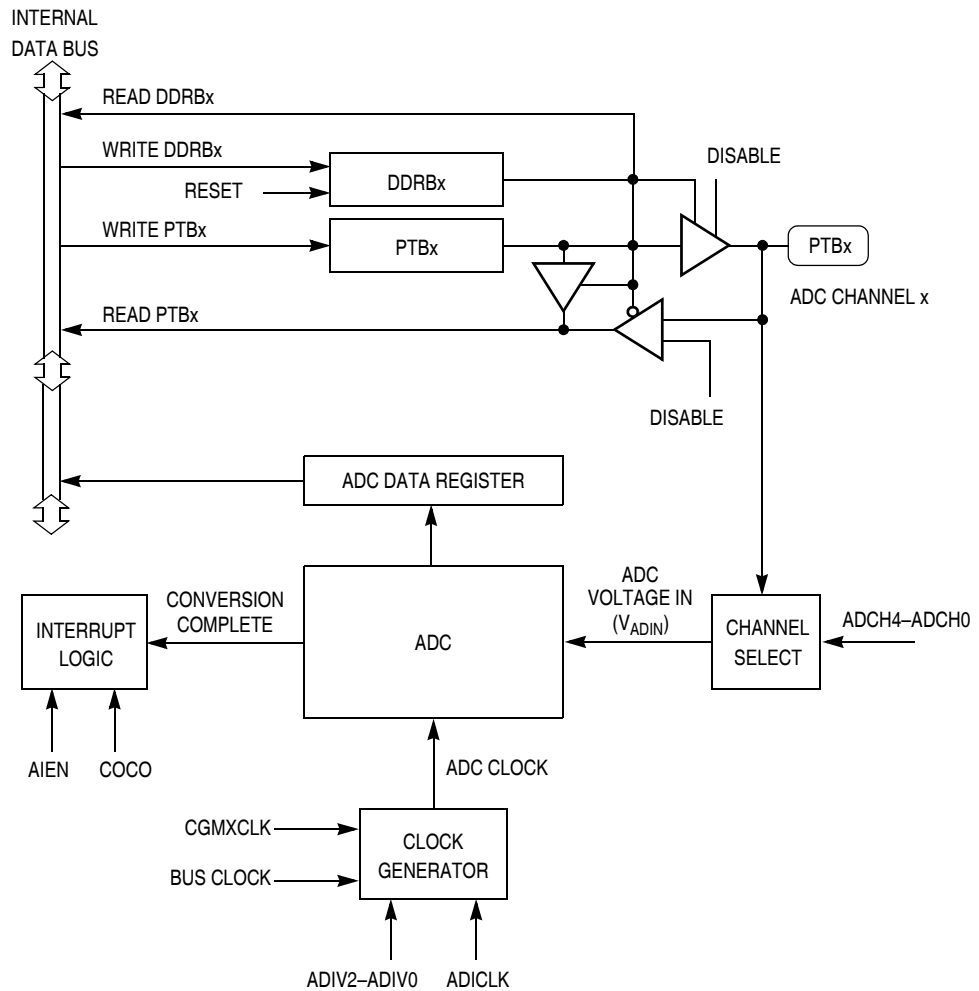 INTERNAL
DATA BUS
READ DDRBx
WRITE DDRBx
DISABLE
RESET
DDRBx
WRITE PTBx
PTBx
PTBx
ADC CHANNEL x
READ PTBx
DISABLE
ADC DATA REGISTER
INTERRUPT
LOGIC
CONVERSION
COMPLETE
ADC
ADC
VOLTAGE IN
(VADIN)
CHANNEL
SELECT
ADCH4–ADCH0
AIEN
COCO
ADC CLOCK
CGMXCLK
BUS CLOCK
CLOCK
GENERATOR
ADIV2–ADIV0
ADICLK